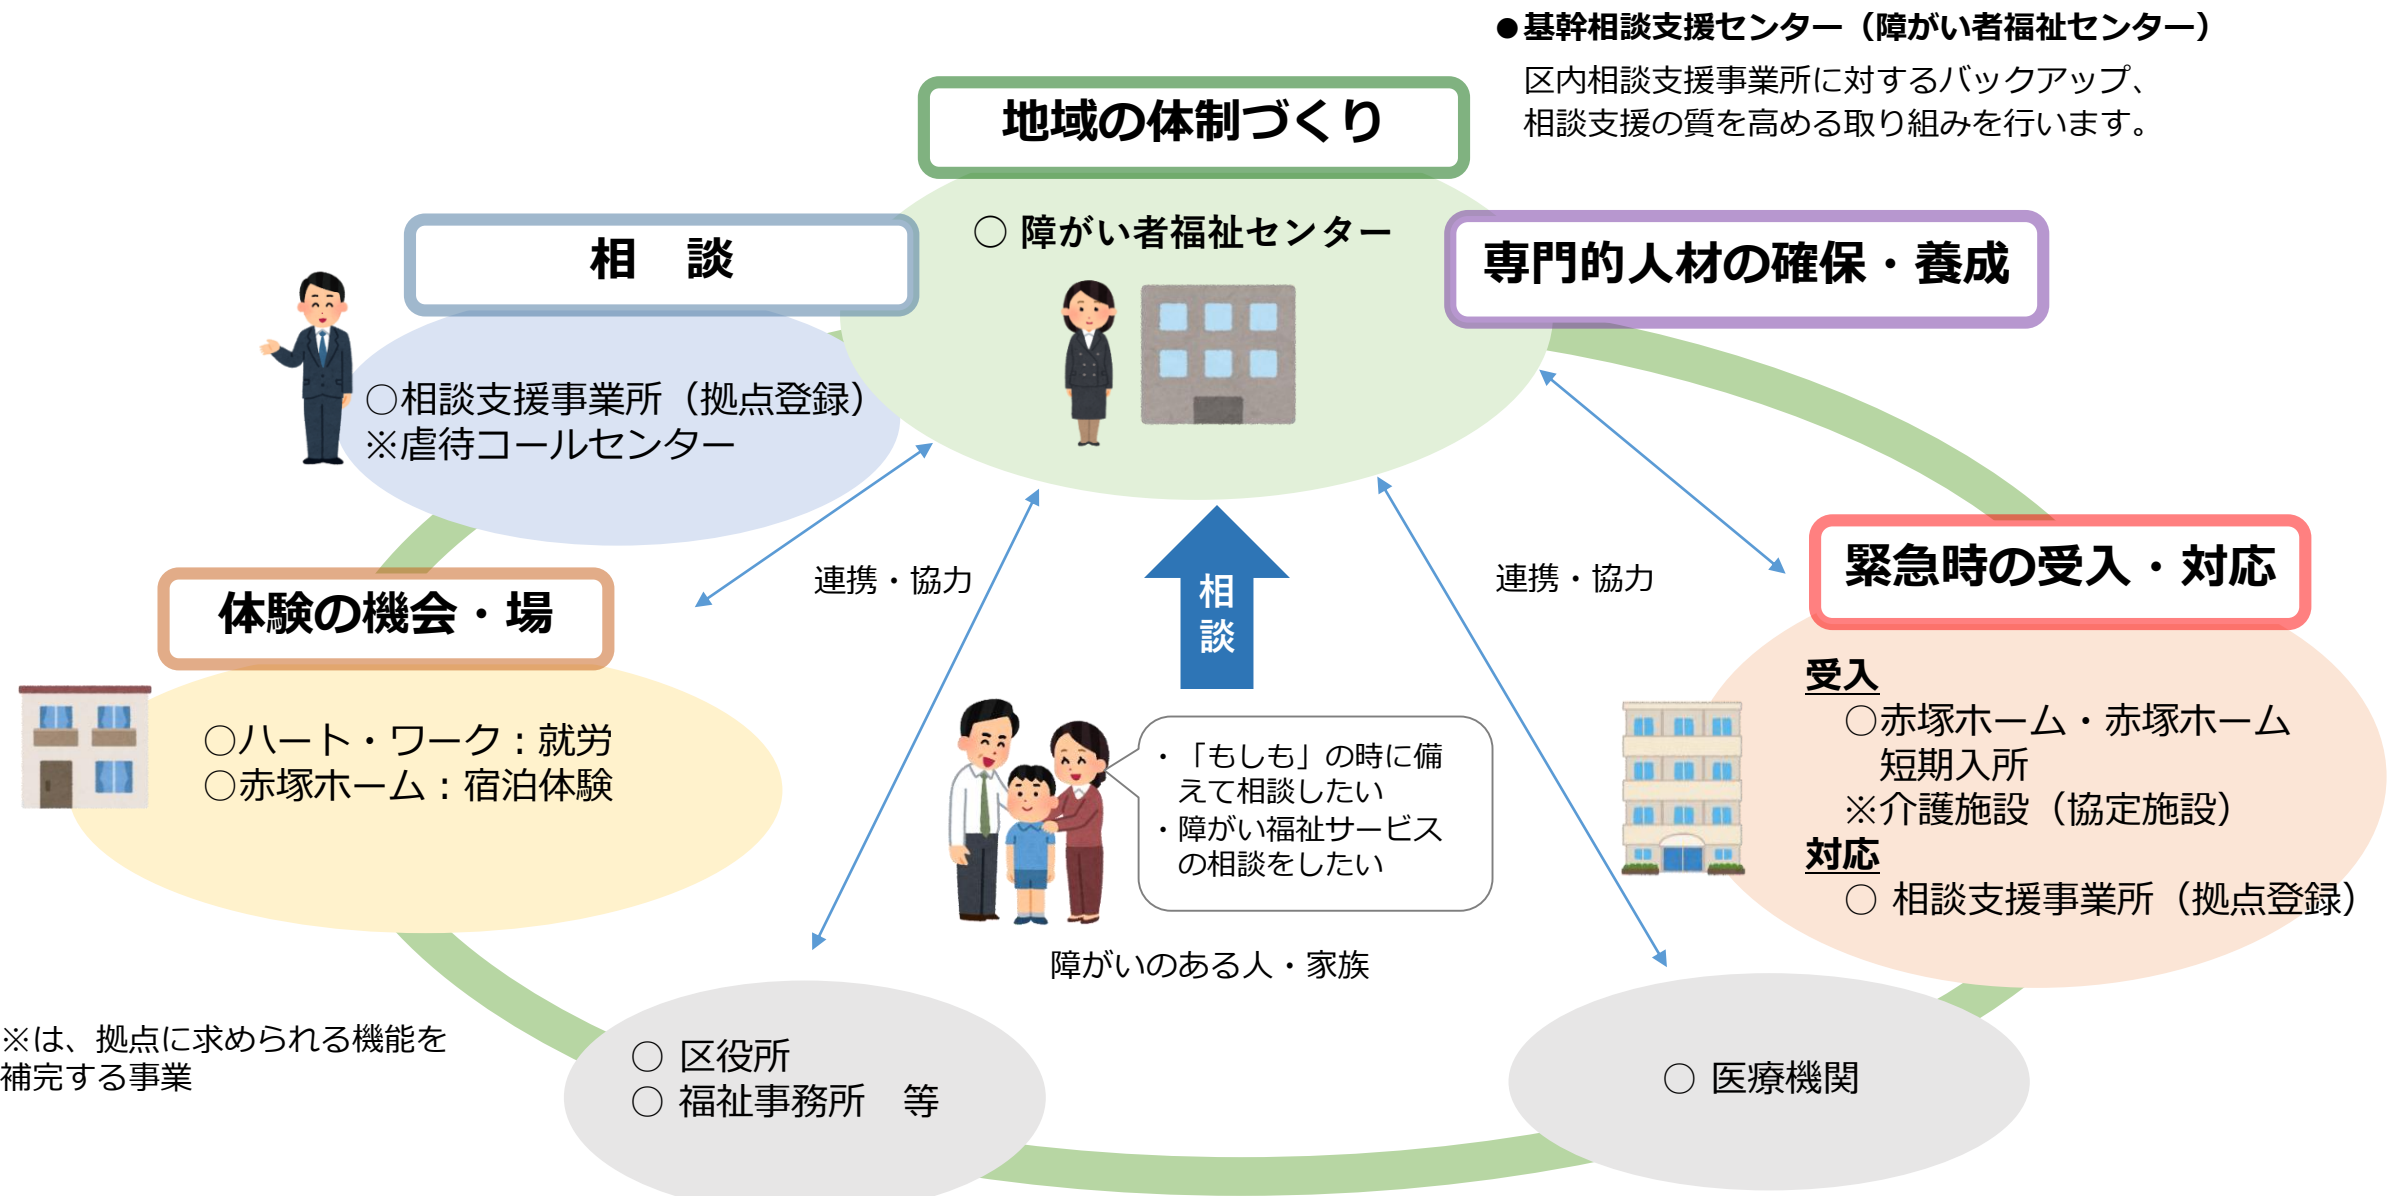 ●基幹相談支援センター（障がい者福祉センター）
区内相談支援事業所に対するバックアップ、
相談支援の質を高める取り組みを行います。
地域の体制づくり
○ 障がい者福祉センター
相　談
○相談支援事業所（拠点登録）
※虐待コールセンター
専門的人材の確保・養成
体験の機会・場
○ハート・ワーク：就労
○赤塚ホーム：宿泊体験
連携・協力
相
談
連携・協力
緊急時の受入・対応
受入
○赤塚ホーム・赤塚ホーム
短期入所
※介護施設（協定施設）
対応
○ 相談支援事業所（拠点登録）
・「もしも」の時に備
えて相談したい
・障がい福祉サービス
の相談をしたい
障がいのある人・家族
※は、拠点に求められる機能を
補完する事業
○ 区役所
○ 福祉事務所　等
○ 医療機関